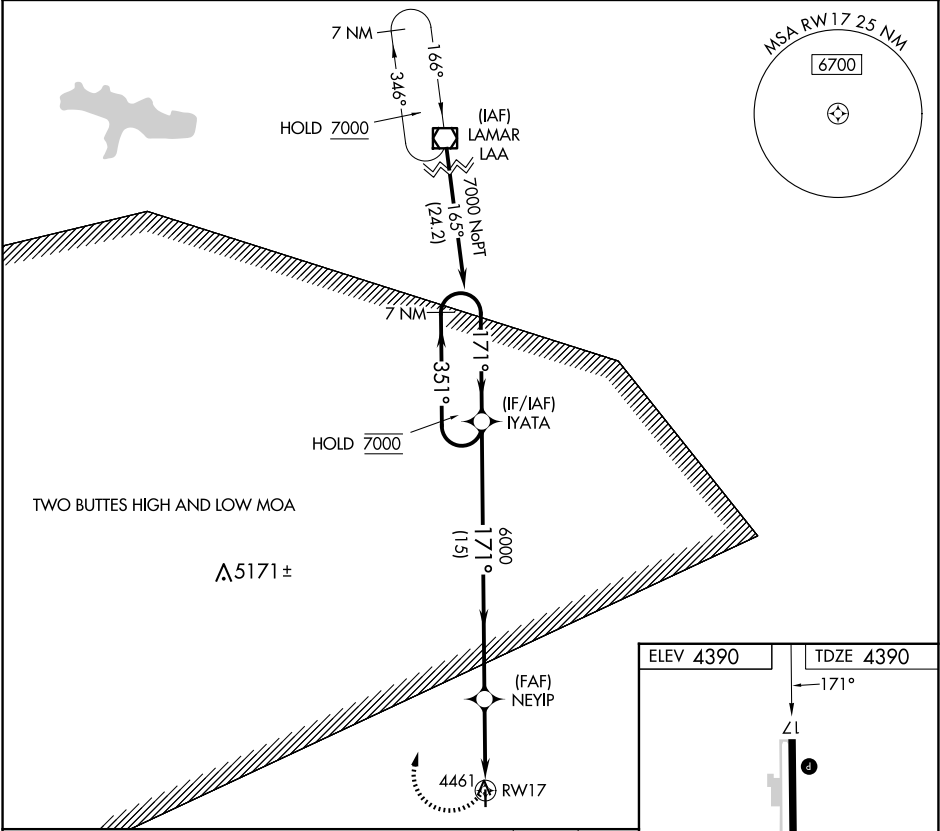 7 NM
166°
346°
HOLD 7000
(IAF)
LAMAR
LAA
MSA RW17 25 NM
6700
7000 NoPT
165°
(24.2)
7 NM
171°
351°
(IF/IAF)
IYATA
HOLD 7000
TWO BUTTES HIGH AND LOW MOA
5171±
6000
171°
(15)
(FAF)
NEYIP
4461
RW17
ELEV 4390
TDZE 4390
171°
17
P